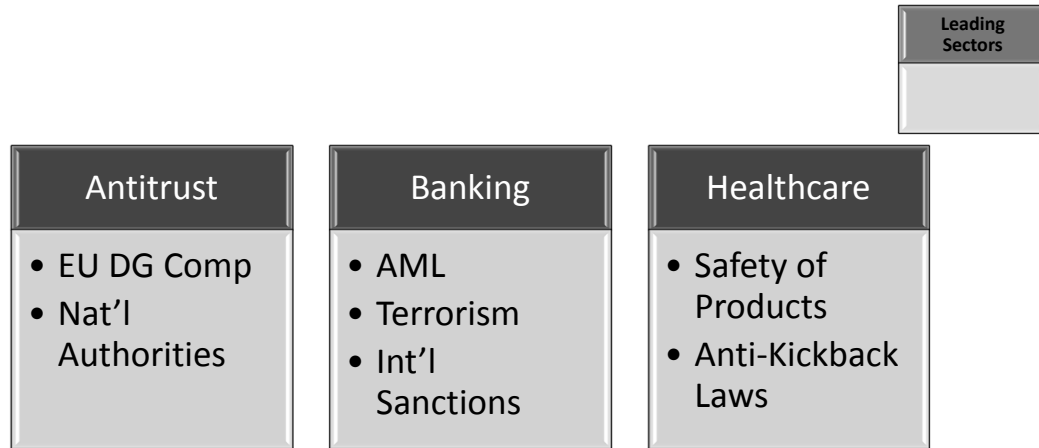 Leading
Sectors
Antitrust
• EU DG Comp
• Nat’l
Authorities
Banking
• AML
• Terrorism
• Int’l
Sanctions
Healthcare
• Safety of
Products
• Anti-Kickback
Laws